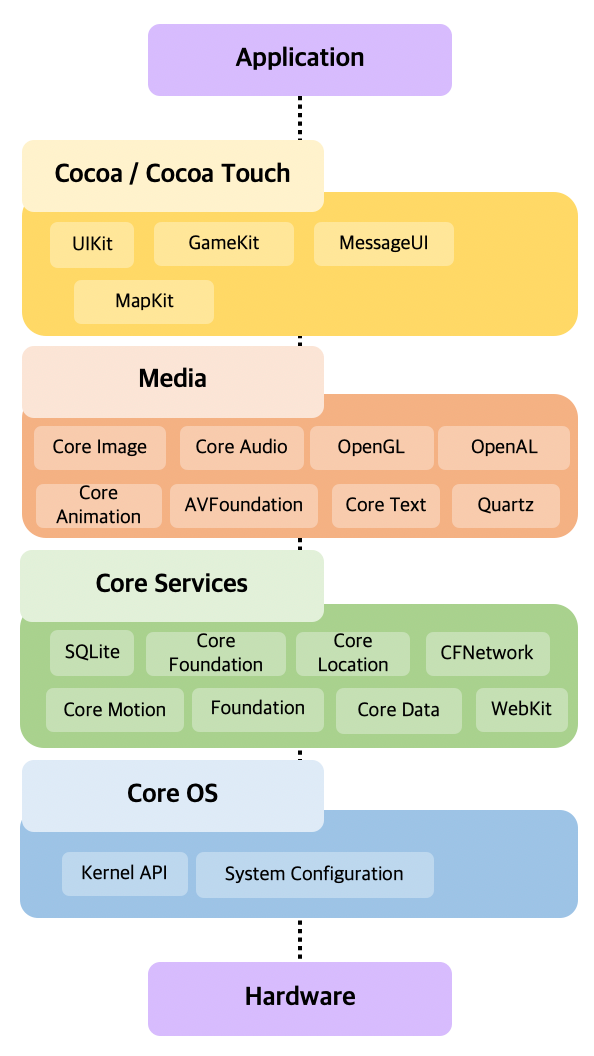 Application
Cocoa / Cocoa Touch
UIKit
GameKit
MessageUI
MapKit
Media
Core Image
Core Audio
OpenGL
OpenAL
Core
Animation
AVFoundation
Core Text
Quartz
Core Services
SQLite
Core
Foundation
Core
Location
CFNetwork
Core Motion
Foundation
Core Data
WebKit
Core OS
Kernel API
System Configuration
Hardware